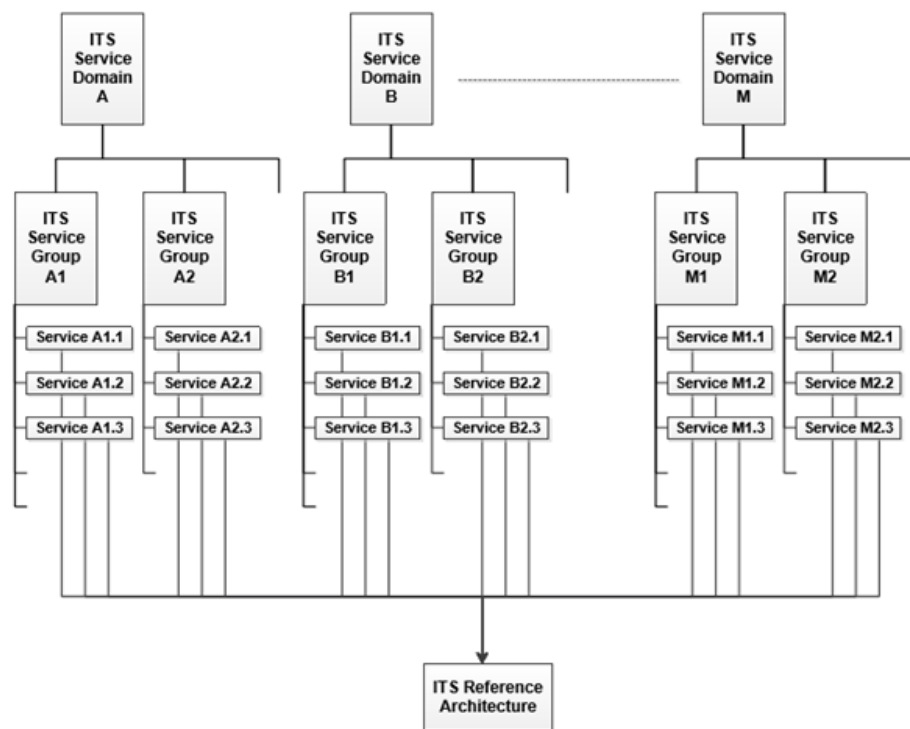 ITS
Service
Domain
A
ITS
Service
Domain
B
ITS
Service
Domain
M
ITS
Service
Group
A1
ITS
Service
Group
A2
ITS
Service
Group
B1
ITS
Service
Group
B2
ITS
Service
Group
M1
ITS
Service
Group
M2
Service A1.1
Service A1.2
Service A1.3
Service A2.1
Service A2.2
Service A2.3
Service B1.1
Service B1.2
Service B1.3
Service B2.1
Service B2.2
Service B2.3
Service M1.1
Service M1.2
Service M1.3
Service M2.1
Service M2.2
Service M2.3
ITS Reference
Architecture